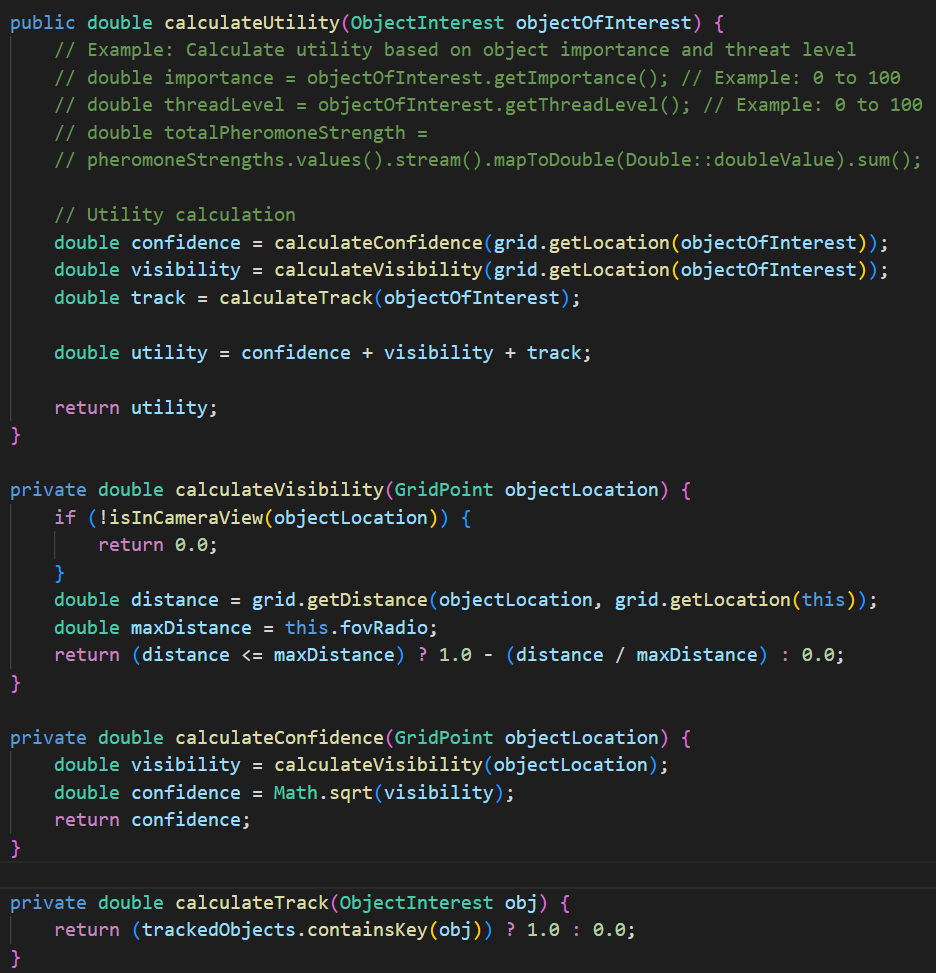 public double calculateUtility(ObjectInterest objectOfInterest) {
    // Example: Calculate utility based on object importance and threat level
    // double importance = objectOfInterest.getImportance(); // Example: 0 to 100
    // double threadLevel = objectOfInterest.getThreadLevel(); // Example: 0 to 100
    // double totalPheromoneStrength =
    // pheromoneStrengths.values().stream().mapToDouble(Double::doubleValue).sum();

    // Utility calculation
    double confidence = calculateConfidence(grid.getLocation(objectOfInterest));
    double visibility = calculateVisibility(grid.getLocation(objectOfInterest));
    double track = calculateTrack(objectOfInterest);

    double utility = confidence + visibility + track;

    return utility;
}

private double calculateVisibility(GridPoint objectLocation) {
    if (!isInCameraView(objectLocation)) {
        return 0.0;
    }
    double distance = grid.getDistance(objectLocation, grid.getLocation(this));
    double maxDistance = this.fovRadio;
    return (distance <= maxDistance) ? 1.0 - (distance / maxDistance) : 0.0;
}

private double calculateConfidence(GridPoint objectLocation) {
    double visibility = calculateVisibility(objectLocation);
    double confidence = Math.sqrt(visibility);
    return confidence;
}

private double calculateTrack(ObjectInterest obj) {
    return (trackedObjects.containsKey(obj)) ? 1.0 : 0.0;
}